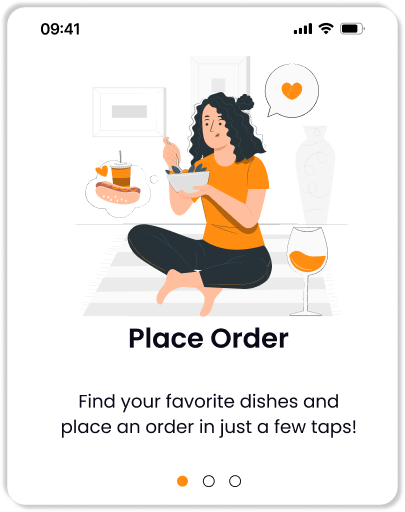 09:41
Place Order
Find your favorite dishes and
place an order in just a few taps!